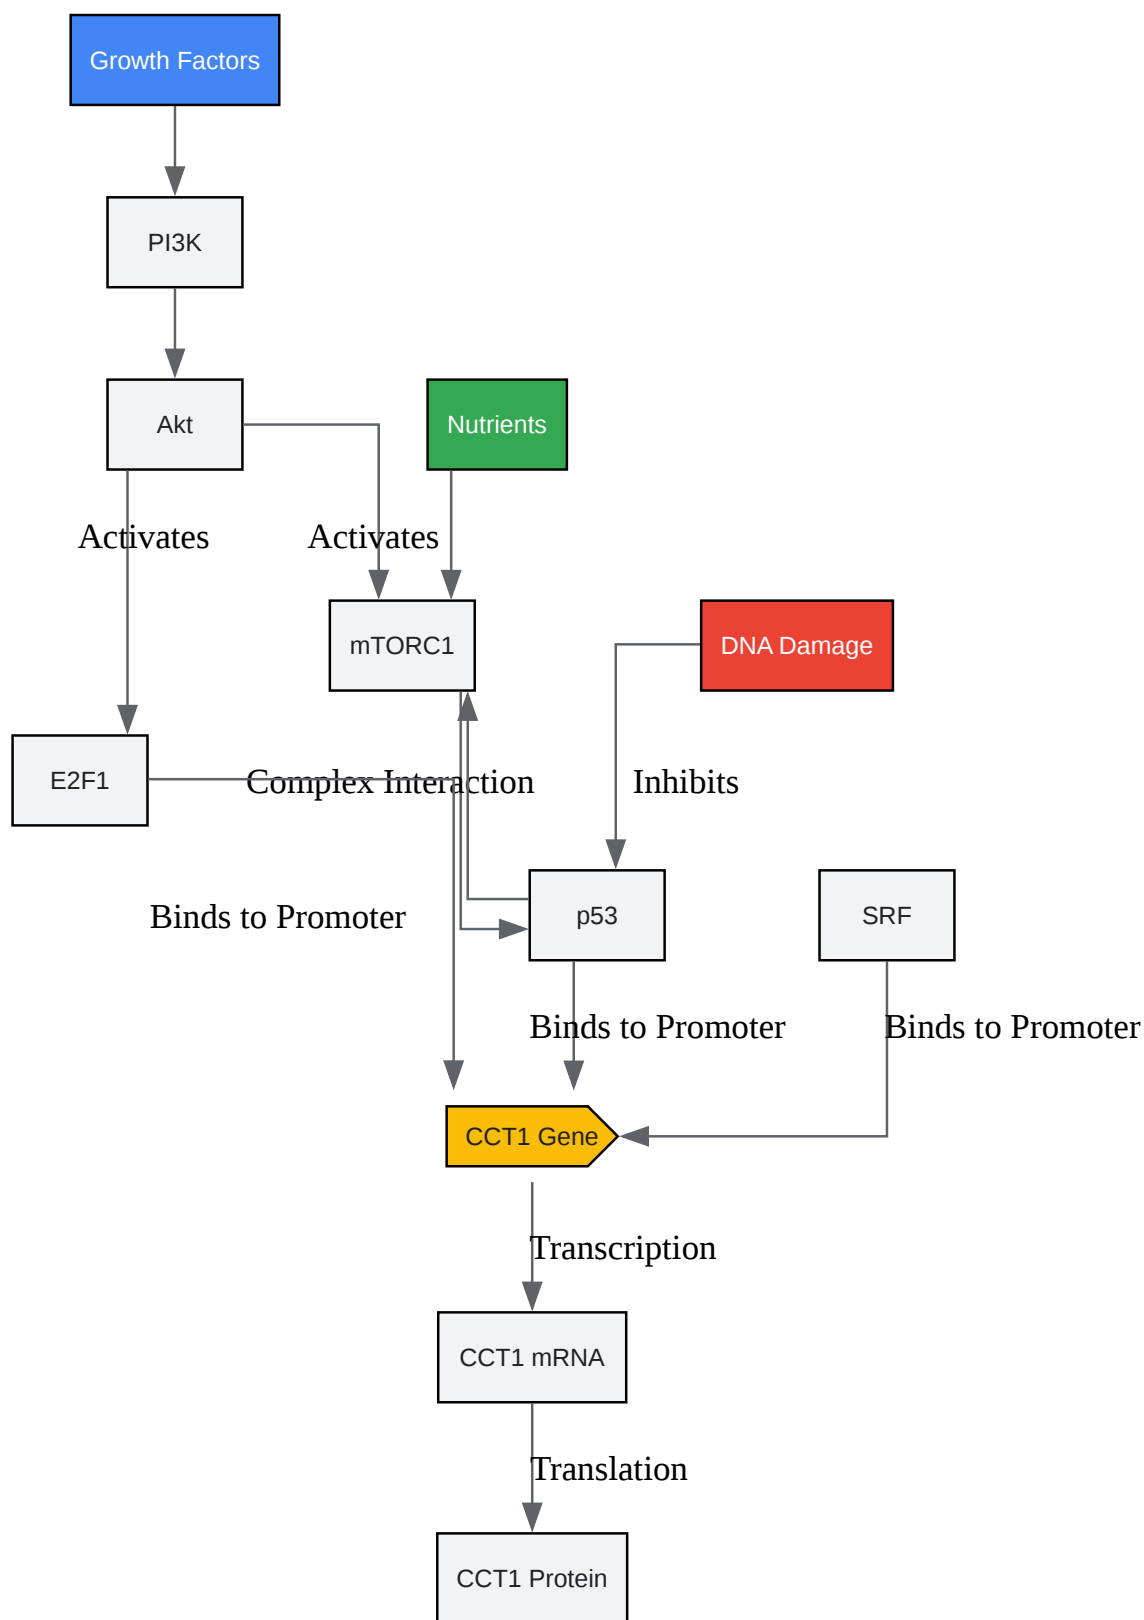 Growth Factors
PI3K
Akt
Nutrients
Activates
Activates
mTORC1
DNA Damage
E2F1
Complex Interaction
Inhibits
Binds to Promoter
p53
SRF
Binds to Promoter
Binds to Promoter
CCT1 Gene
Transcription
CCT1 mRNA
Translation
CCT1 Protein